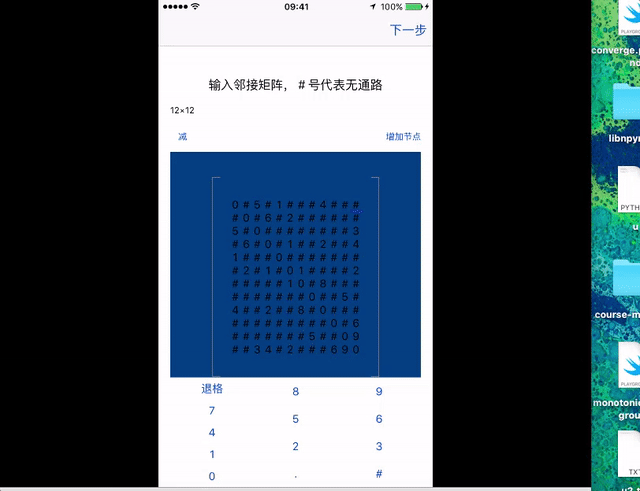 09:41
100%
下一步
输入邻接矩阵，#号代表无通路
12×12
减
增加节点
0 # 5 # 1 # # # 4 # # #
# 0 # 6 # 2 # # # # # #
5 # 0 # # # # # # # # 3
# 6 # 0 # 1 # # 2 # # 4
1 # # # 0 # # # # # # #
# 2 # 1 # 0 1 # # # # 2
# # # # # 1 0 # 8 # # #
# # # # # # # 0 # # 5 #
4 # # 2 # # 8 # 0 # # #
# # # # # # # # # 0 # 6
# # # # # # # 5 # # 0 9
# # 3 4 # 2 # # # 6 9 0
退格 8 9
7 5 6
4 2 3
1 . #
0
converge.p
libnpyr
PYTH
u
course-m
PLAYGRO
monotonic
grou
TXT